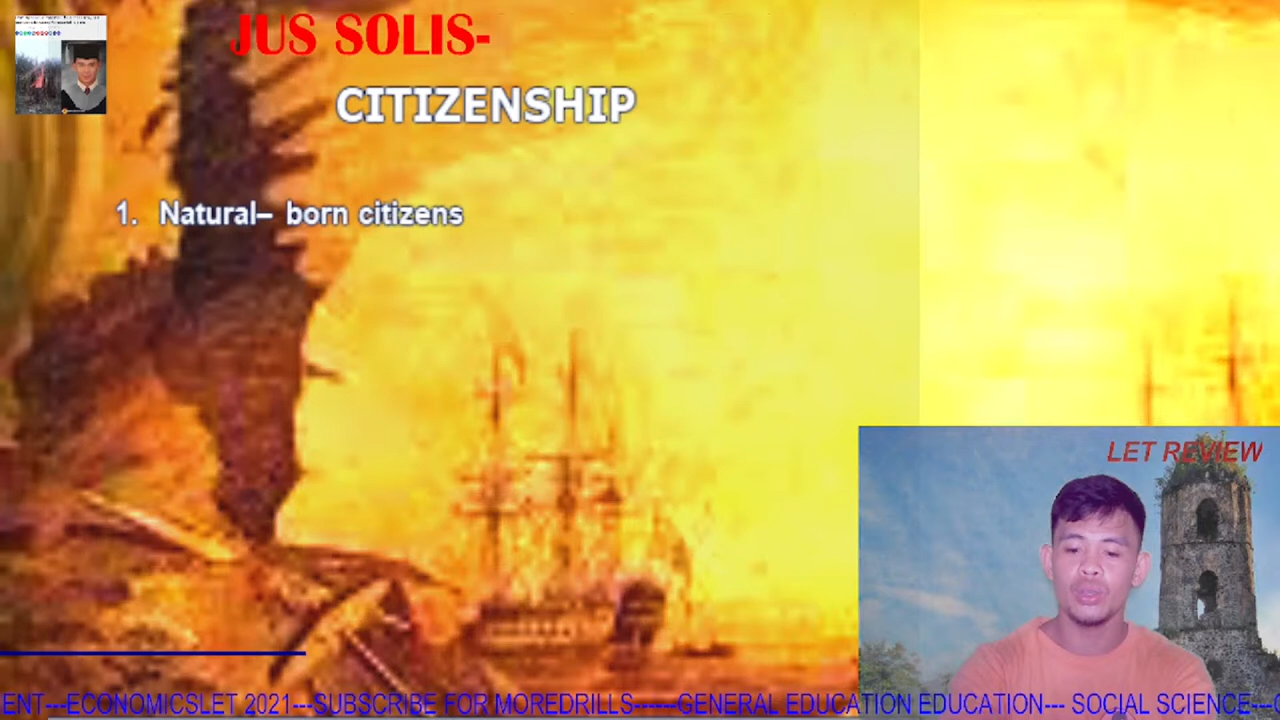 JUS SOLIS-
CITIZENSHIP
1. Natural– born citizens
LET REVIEW
ENT---ECONOMICSLET 2021---SUBSCRIBE FOR MOREDRILLS------GENERAL EDUCATION EDUCATION--- SOCIAL SCIENCE---